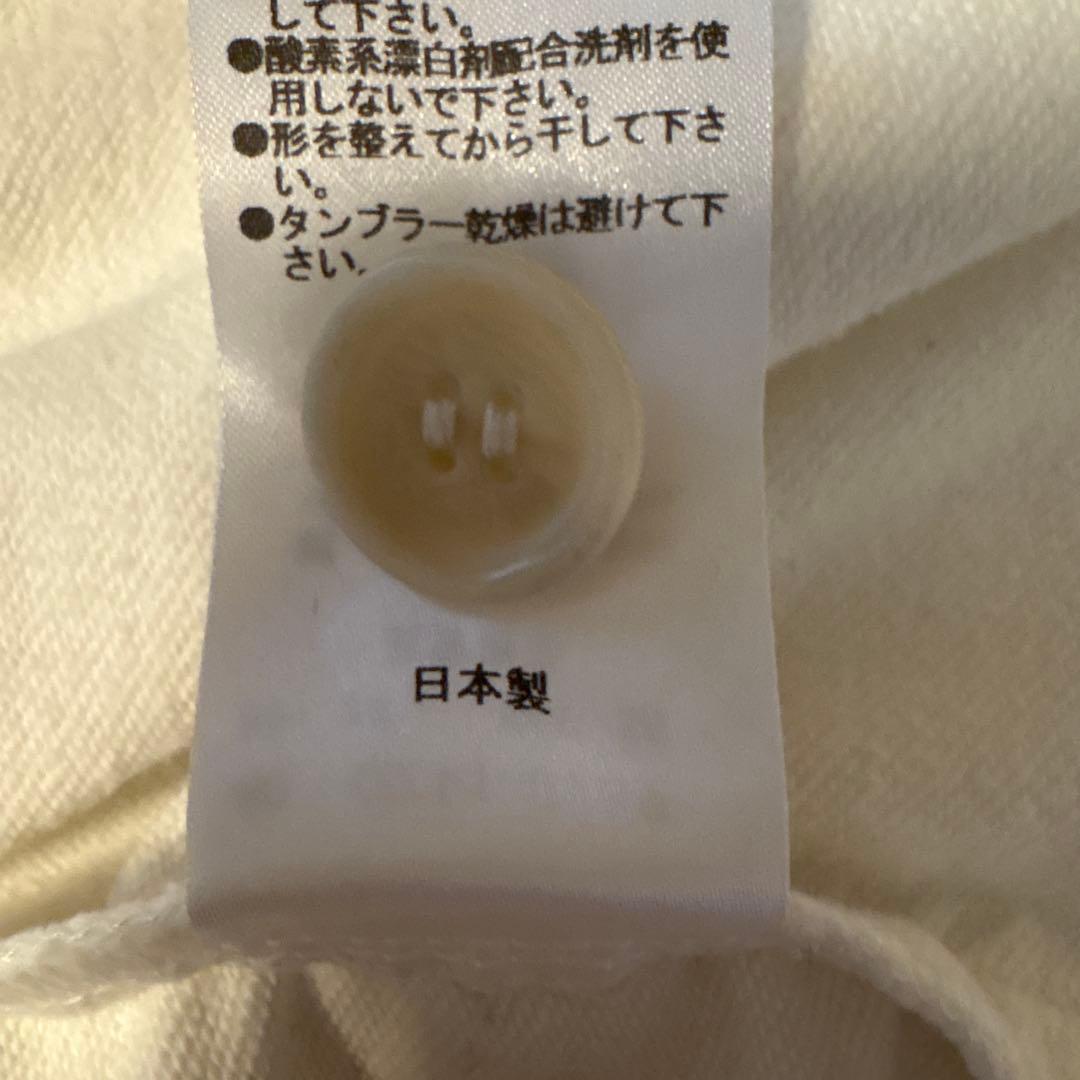 して下さい。
●酸素系漂白剤配合洗剤を使
用しないで下さい。
●形を整えてから干して下さ
い。
●タンブラー乾燥は避けて下
さい。
日本製